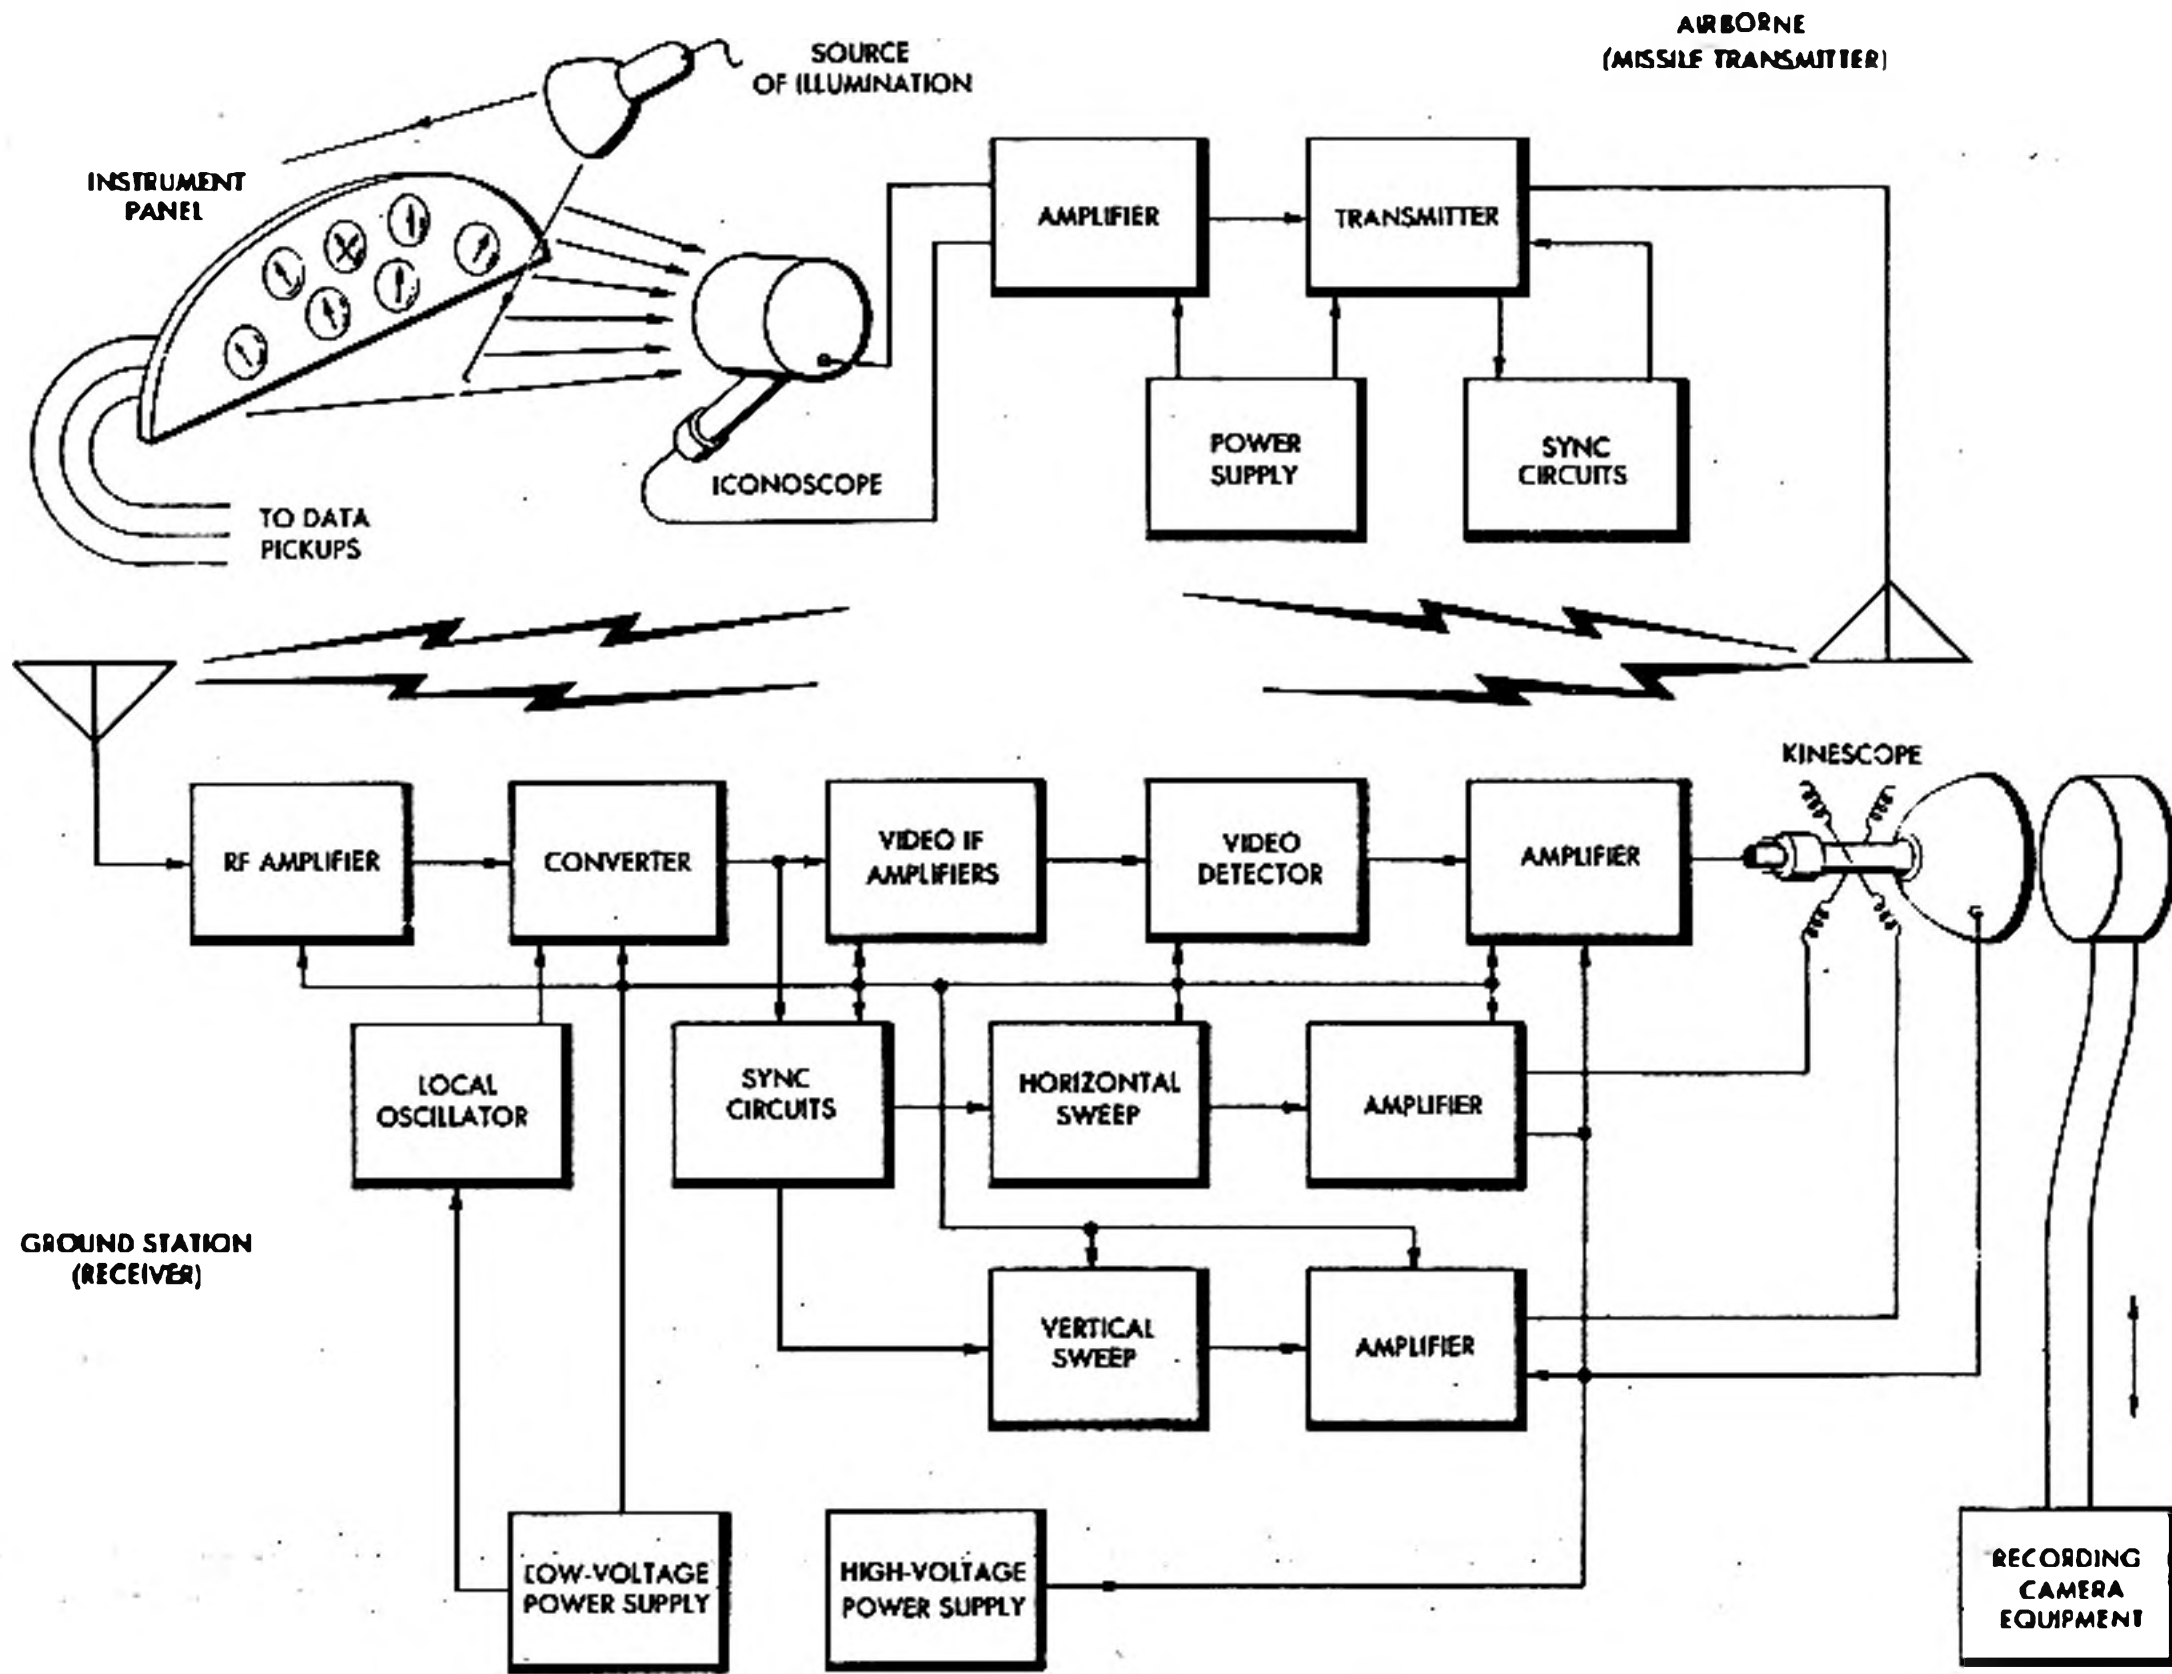 AIRBORNE
(MISSILE TRANSMITTER)
SOURCE
OF ILLUMINATION
INSTRUMENT
PANEL
AMPLIFIER
TRANSMITTER
POWER
SUPPLY
SYNC
CIRCUITS
ICONOSCOPE
TO DATA
PICKUPS
KINESCOPE
RF AMPLIFIER
CONVERTER
VIDEO IF
AMPLIFIERS
VIDEO
DETECTOR
AMPLIFIER
LOCAL
OSCILLATOR
SYNC
CIRCUITS
HORIZONTAL
SWEEP
AMPLIFIER
GROUND STATION
(RECEIVER)
VERTICAL
SWEEP
AMPLIFIER
LOW-VOLTAGE
POWER SUPPLY
HIGH-VOLTAGE
POWER SUPPLY
RECORDING
CAMERA
EQUIPMENT